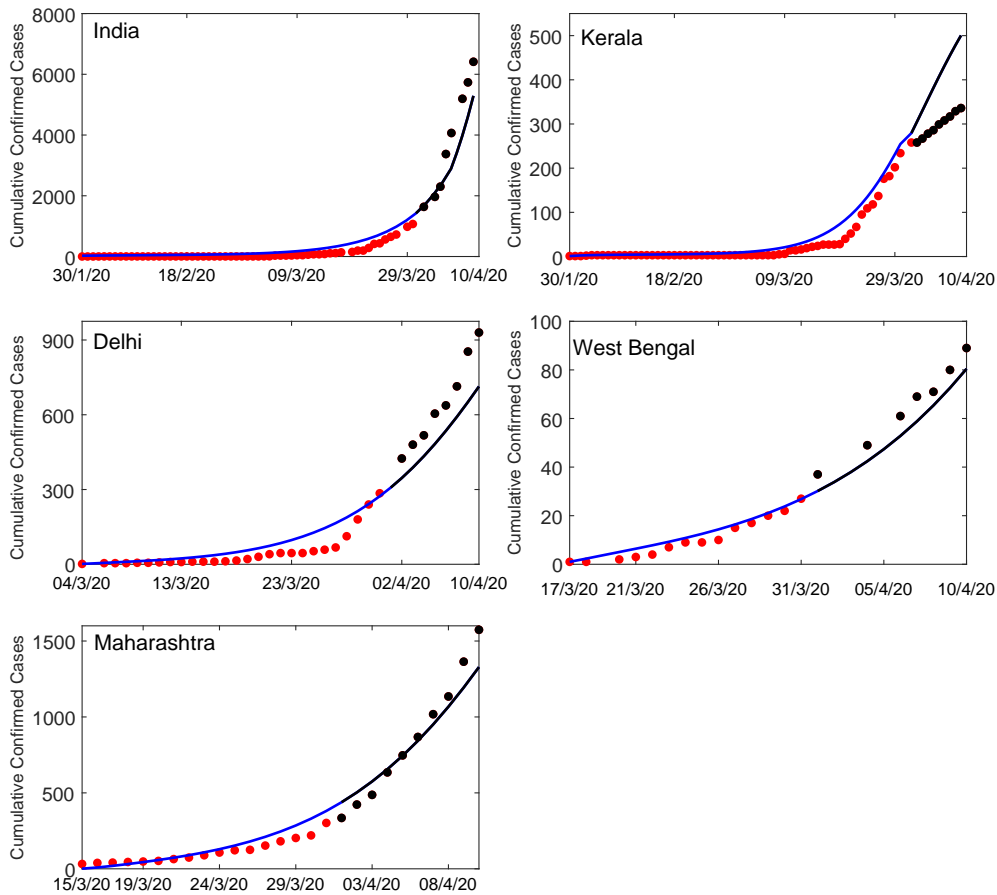 India
Cumulative Confirmed Cases
8000
6000
4000
2000
0
30/1/20 18/2/20 09/3/20 29/3/20 10/4/20
Kerala
Cumulative Confirmed Cases
500
400
300
200
100
0
30/1/20 18/2/20 09/3/20 29/3/20 10/4/20
Delhi
Cumulative Confirmed Cases
900
600
300
0
04/3/20 13/3/20 23/3/20 02/4/20 10/4/20
West Bengal
Cumulative Confirmed Cases
100
80
60
40
20
0
17/3/20 21/3/20 26/3/20 31/3/20 05/4/20 10/4/20
Maharashtra
Cumulative Confirmed Cases
1500
1000
500
0
15/3/20 19/3/20 24/3/20 29/3/20 03/4/20 08/4/20